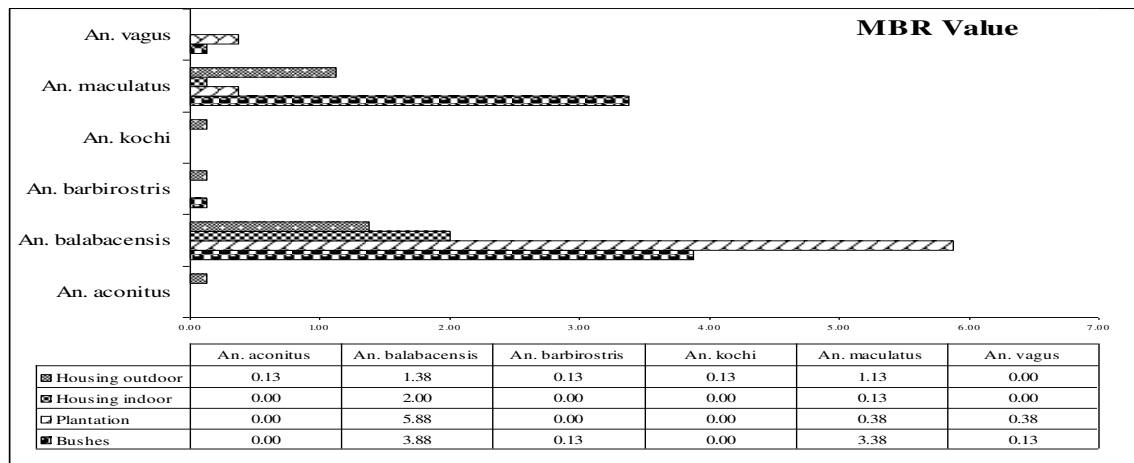 MBR Value
An. vagus
An. maculatus
An. kochi
An. barbirostris
An. balabacensis
An. aconitus
0.00 1.00 2.00 3.00 4.00 5.00 6.00 7.00
An. aconitus An. balabacensis An. barbirostris An. kochi An. maculatus An. vagus
Housing outdoor 0.13 1.38 0.13 0.13 1.13 0.00
Housing indoor 0.00 2.00 0.00 0.00 0.13 0.00
Plantation 0.00 5.88 0.00 0.00 0.38 0.38
Bushes 0.00 3.88 0.13 0.00 3.38 0.13